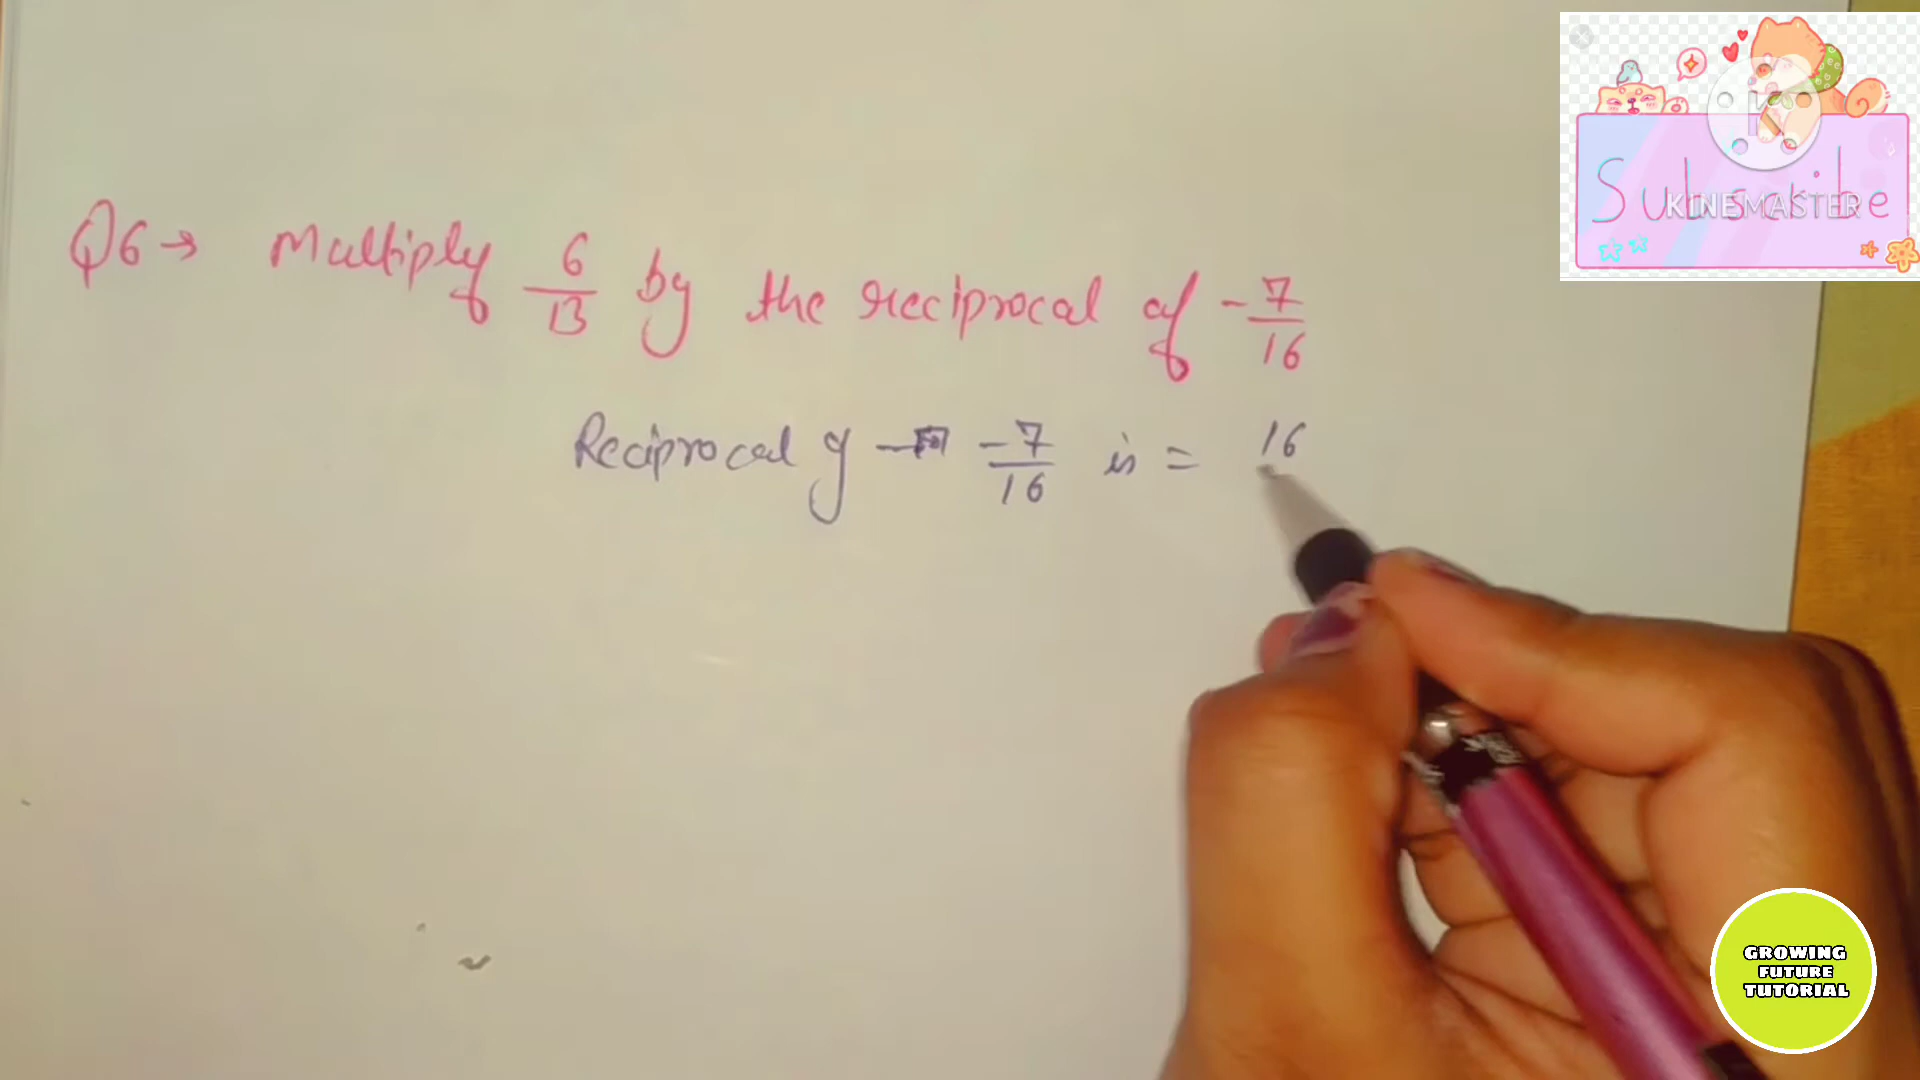 Subscribe
KINEMASTER
Q6 → Multiply 6/13 by the reciprocal of -7/16
Reciprocal of -7/16 is = 16
GROWING
FUTURE
TUTORIAL